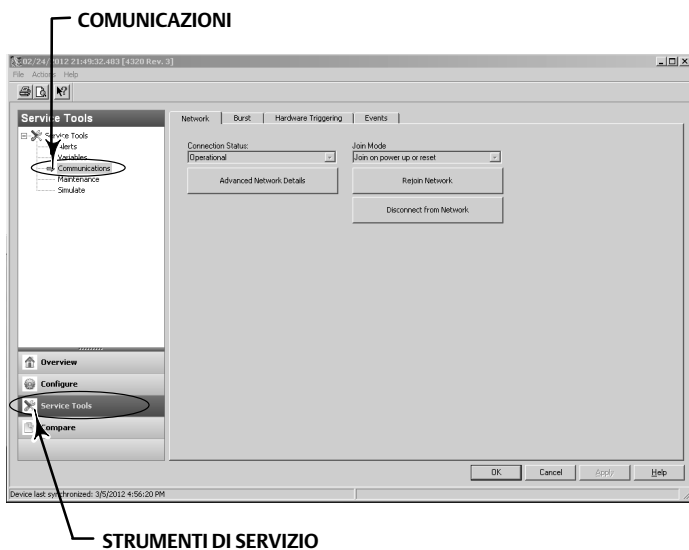 COMUNICAZIONI
02/24/2012 21:49:32.483 [4320 Rev. 3]
File Actions Help
Service Tools
Service Tools
Alerts
Variables
Communications
Maintenance
Simulate
Network Burst Hardware Triggering Events
Connection Status: Join Mode
Operational Join on power up or reset
Advanced Network Details Rejoin Network
Disconnect from Network
Overview
Configure
Service Tools
Compare
OK Cancel Apply Help
Device last synchronized: 3/5/2012 4:56:20 PM
STRUMENTI DI SERVIZIO